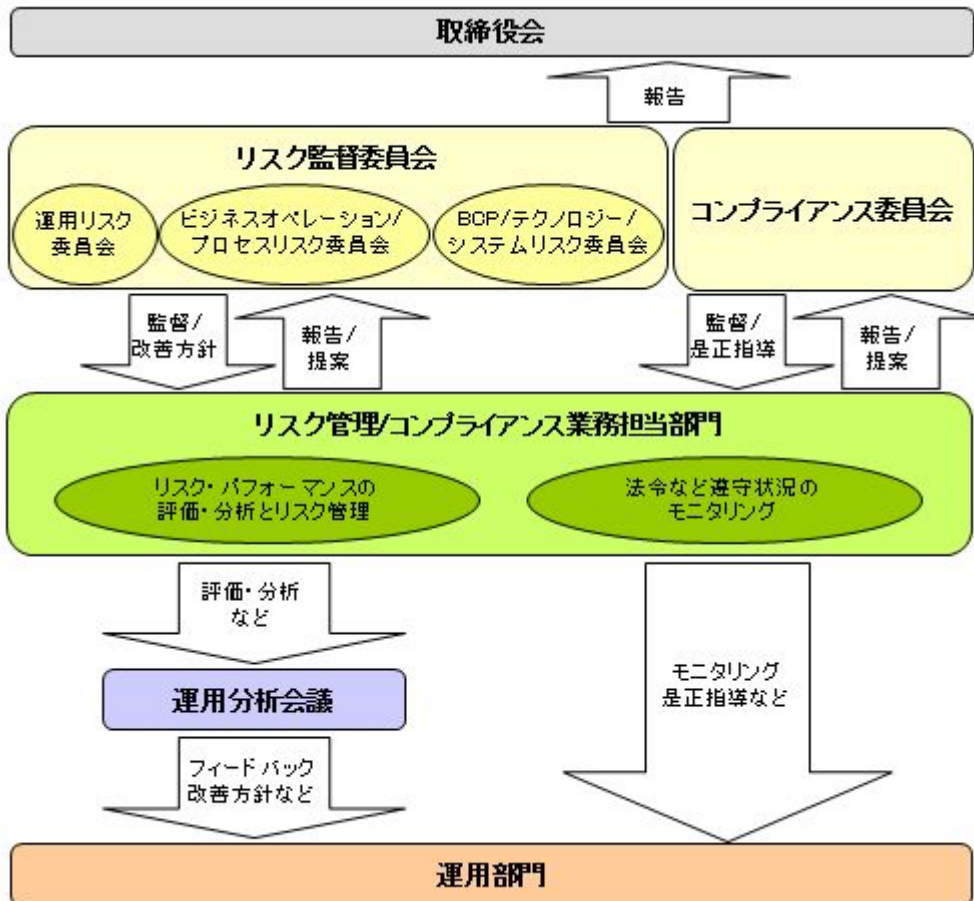 取締役会
報告
リスク監督委員会
運用リスク
委員会
ビジネスオペレーション/
プロセスリスク委員会
BCP/テクノロジー/
システムリスク委員会
コンプライアンス委員会
監督/
改善方針
報告/
提案
監督/
是正指導
報告/
提案
リスク管理/コンプライアンス業務担当部門
リスク・パフォーマンスの
評価・分析とリスク管理
法令など遵守状況の
モニタリング
評価・分析
など
運用分析会議
フィードバック
改善方針など
モニタリング
是正指導など
運用部門